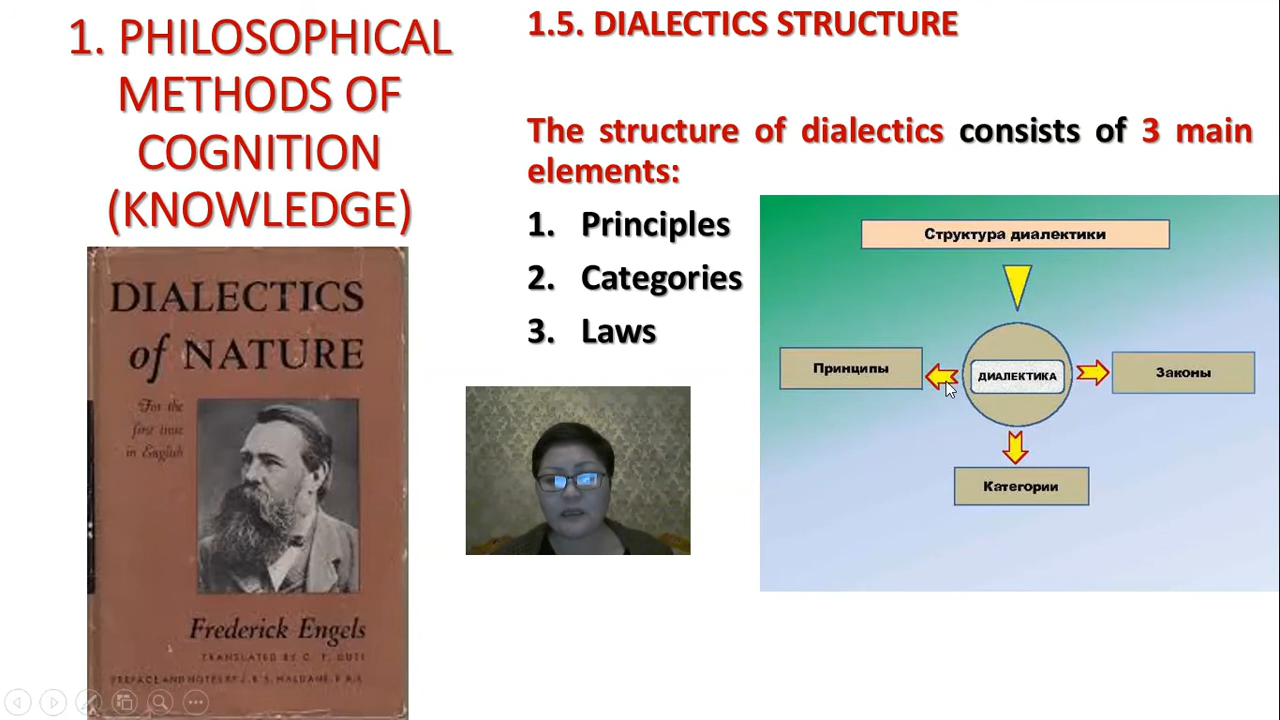 1. PHILOSOPHICAL
METHODS OF
COGNITION
(KNOWLEDGE)
DIALECTICS
of NATURE
For the
first time
in English
Frederick Engels
TRANSLATED BY C. P. DUTT
PREFACE AND NOTES BY J. B. S. HALDANE, F. R. S.
1.5. DIALECTICS STRUCTURE
The structure of dialectics consists of 3 main
elements:
1. Principles
2. Categories
3. Laws
Структура диалектики
Принципы
ДИАЛЕКТИКА
Законы
Категории